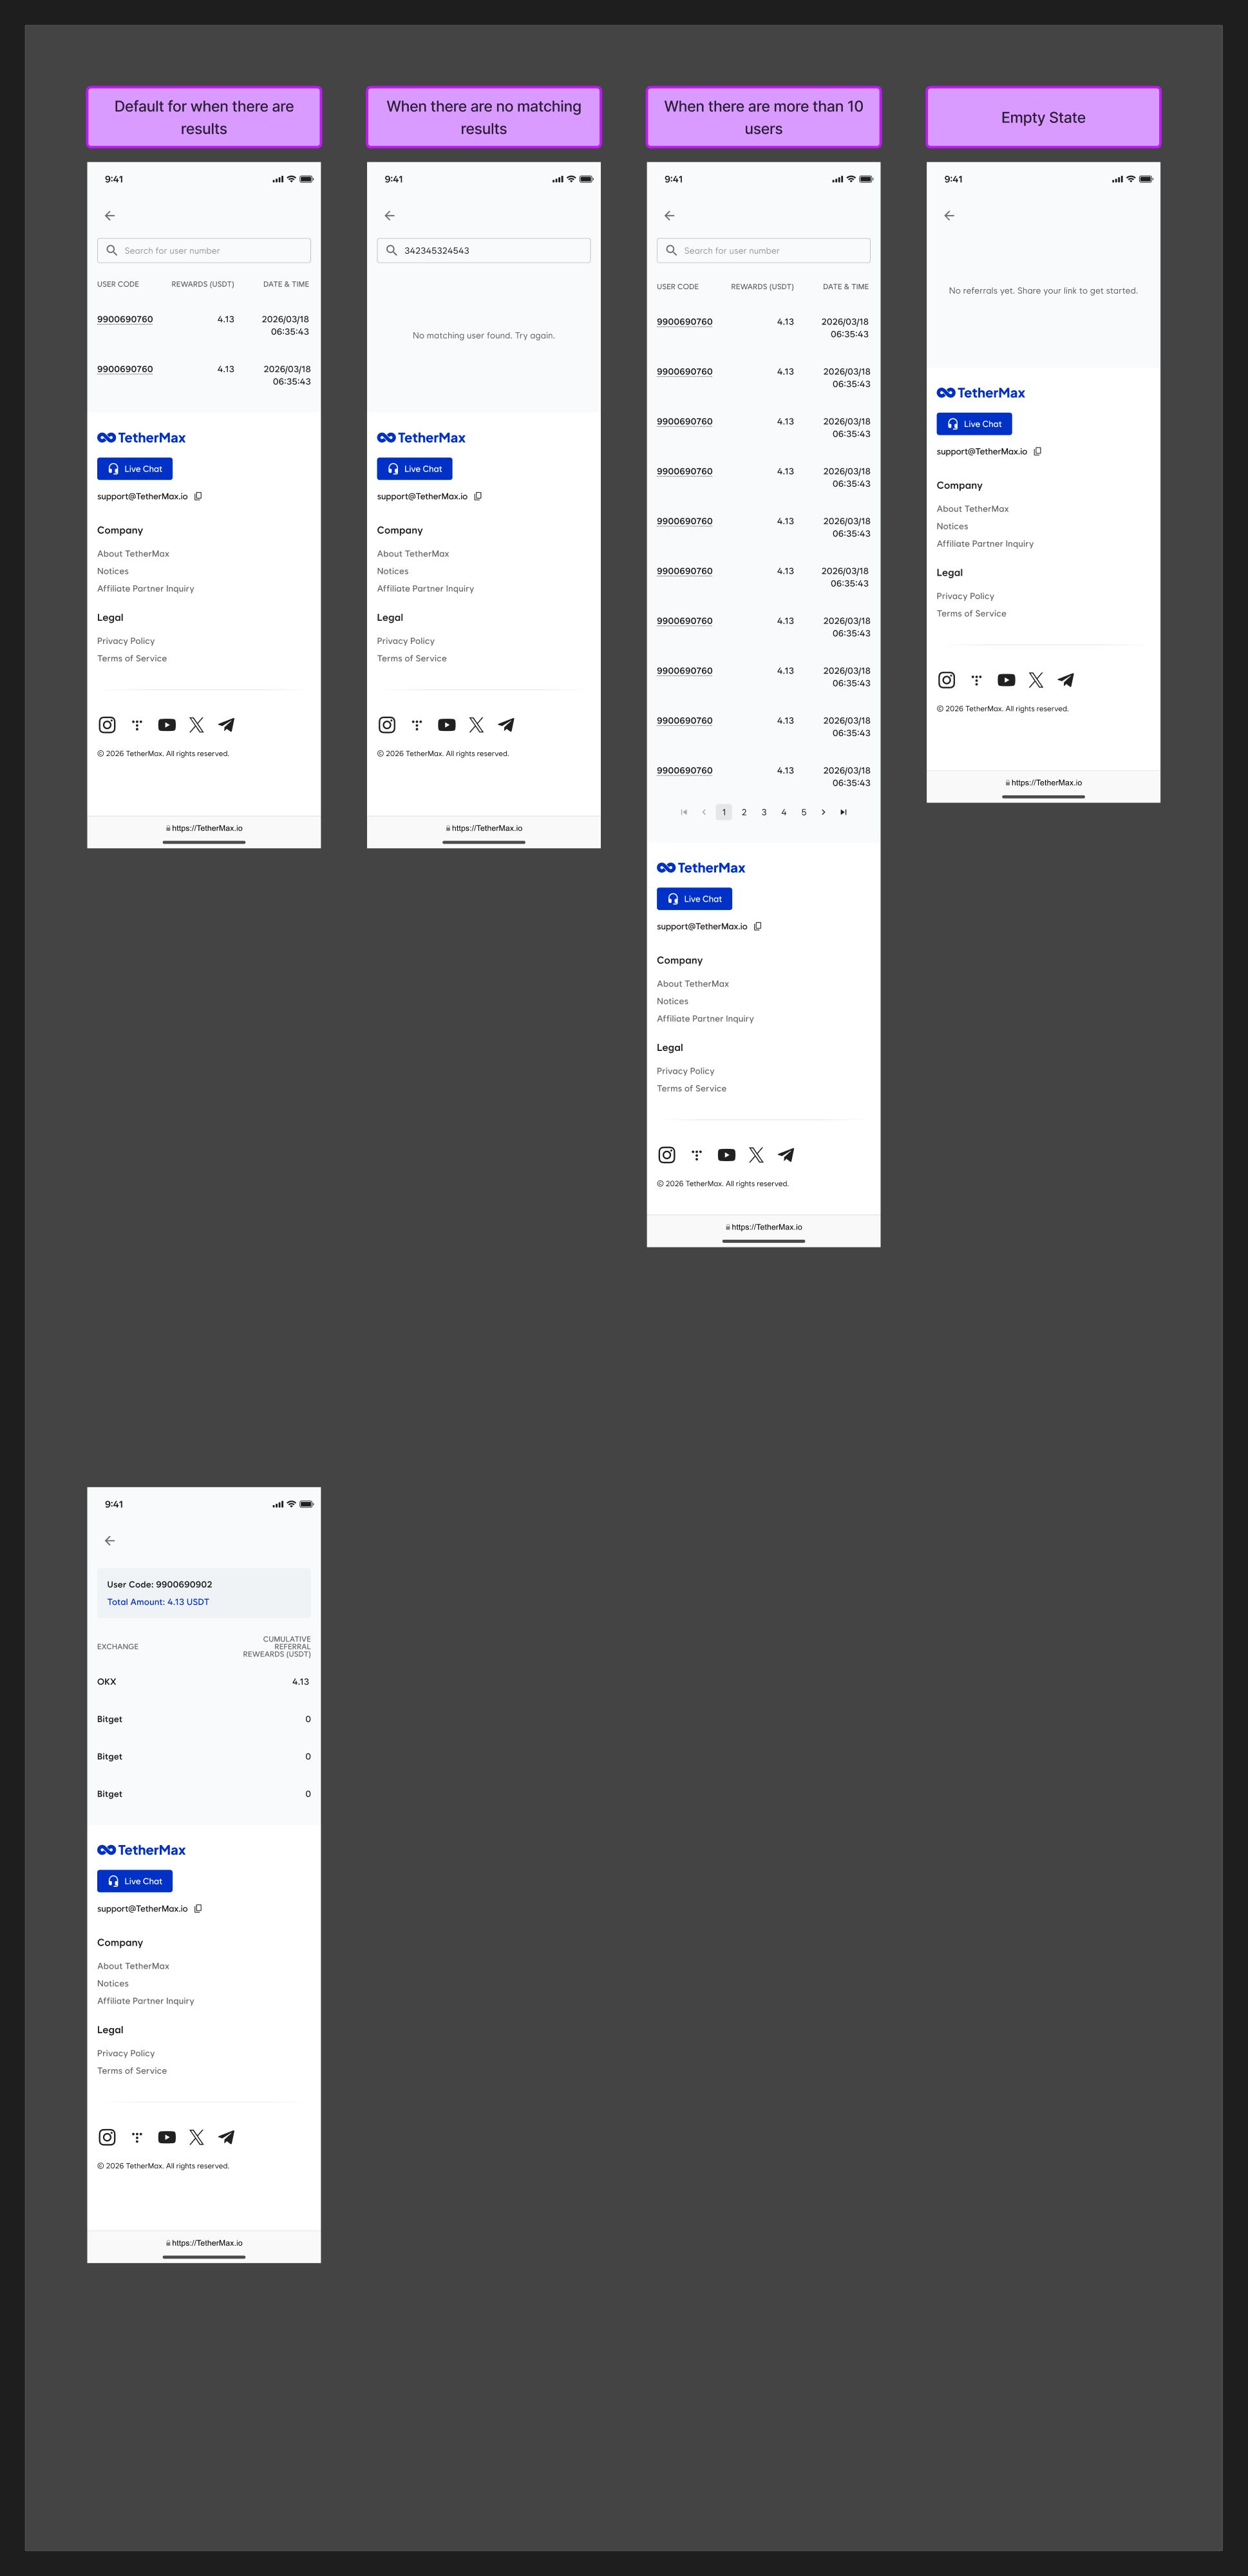 Default for when there are
results
9:41
Search for user number
USER CODE REWARDS (USDT) DATE & TIME
9900690760 4.13 2026/03/18
06:35:43
9900690760 4.13 2026/03/18
06:35:43
TetherMax
Live Chat
support@TetherMax.io
Company
About TetherMax
Notices
Affiliate Partner Inquiry
Legal
Privacy Policy
Terms of Service
© 2026 TetherMax. All rights reserved.
https://TetherMax.io
When there are no matching
results
9:41
342345324543
No matching user found. Try again.
TetherMax
Live Chat
support@TetherMax.io
Company
About TetherMax
Notices
Affiliate Partner Inquiry
Legal
Privacy Policy
Terms of Service
© 2026 TetherMax. All rights reserved.
https://TetherMax.io
When there are more than 10
users
9:41
Search for user number
USER CODE REWARDS (USDT) DATE & TIME
9900690760 4.13 2026/03/18
06:35:43
9900690760 4.13 2026/03/18
06:35:43
9900690760 4.13 2026/03/18
06:35:43
9900690760 4.13 2026/03/18
06:35:43
9900690760 4.13 2026/03/18
06:35:43
9900690760 4.13 2026/03/18
06:35:43
9900690760 4.13 2026/03/18
06:35:43
9900690760 4.13 2026/03/18
06:35:43
9900690760 4.13 2026/03/18
06:35:43
9900690760 4.13 2026/03/18
06:35:43
1 2 3 4 5
TetherMax
Live Chat
support@TetherMax.io
Company
About TetherMax
Notices
Affiliate Partner Inquiry
Legal
Privacy Policy
Terms of Service
© 2026 TetherMax. All rights reserved.
https://TetherMax.io
Empty State
9:41
No referrals yet. Share your link to get started.
TetherMax
Live Chat
support@TetherMax.io
Company
About TetherMax
Notices
Affiliate Partner Inquiry
Legal
Privacy Policy
Terms of Service
© 2026 TetherMax. All rights reserved.
https://TetherMax.io
9:41
User Code: 9900690902
Total Amount: 4.13 USDT
EXCHANGE
CUMULATIVE
REFERRAL
REWEARDS (USDT)
OKX 4.13
Bitget 0
Bitget 0
Bitget 0
TetherMax
Live Chat
support@TetherMax.io
Company
About TetherMax
Notices
Affiliate Partner Inquiry
Legal
Privacy Policy
Terms of Service
© 2026 TetherMax. All rights reserved.
https://TetherMax.io